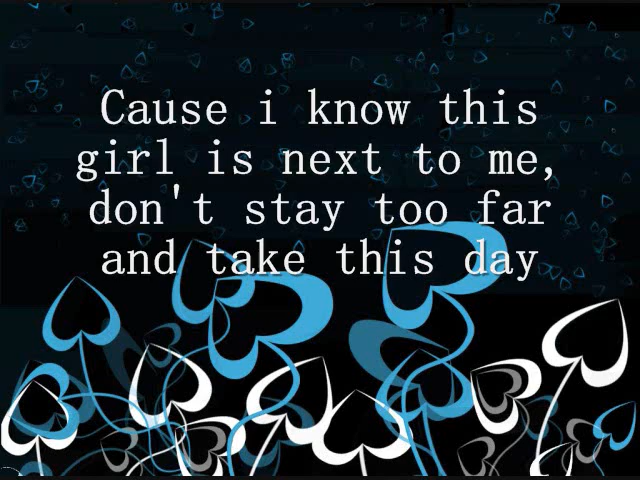 Cause i know this
girl is next to me,
don't stay too far
and take this day